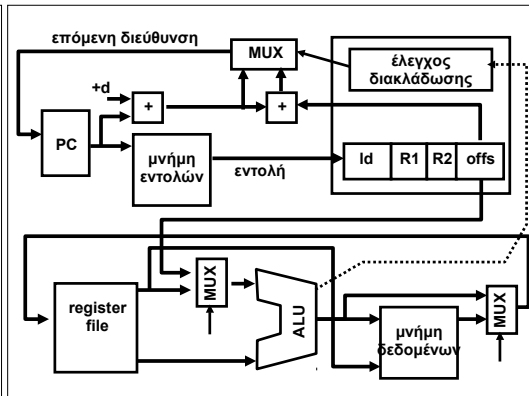 επόμενη διεύθυνση
MUX
έλεγχος
διακλάδωσης
+d
+
+
PC
μνήμη
εντολών
εντολή
ld
R1
R2
offs
MUX
register
file
ALU
μνήμη
δεδομένων
MUX